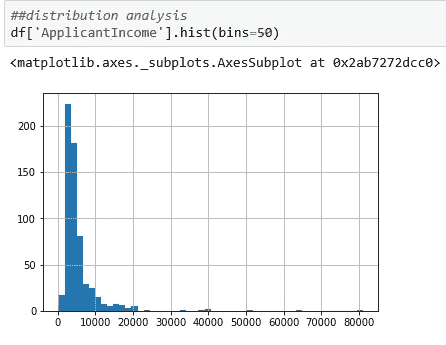 ##distribution analysis
df['ApplicantIncome'].hist(bins=50)
<matplotlib.axes._subplots.AxesSubplot at 0x2ab7272dcc0>
200
150
100
50
0
0 10000 20000 30000 40000 50000 60000 70000 80000